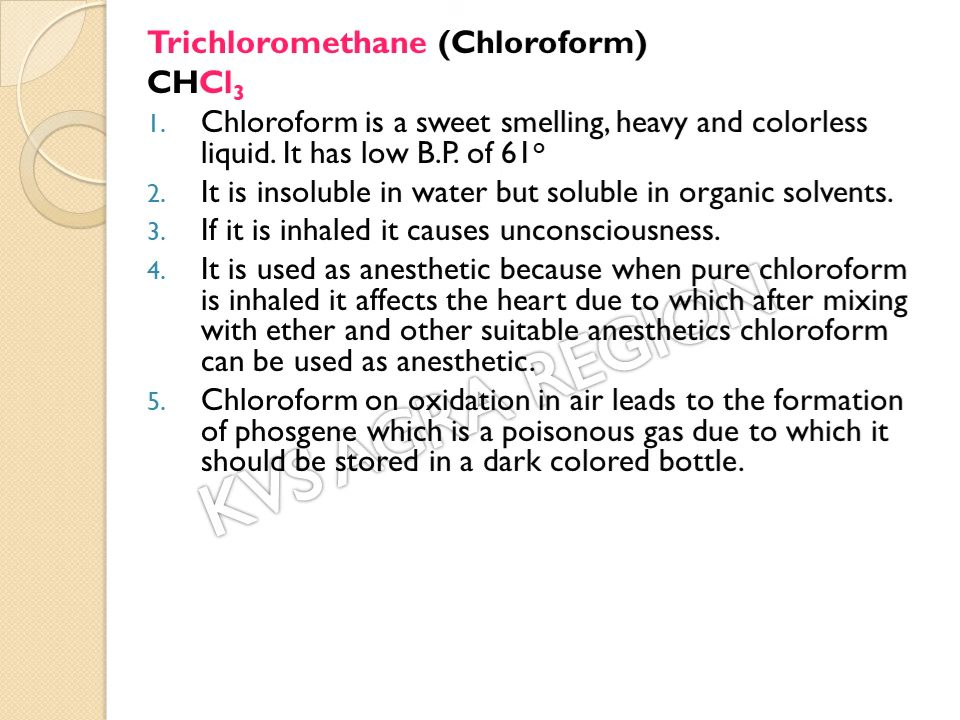 Trichloromethane (Chloroform)
CHCl₃
1. Chloroform is a sweet smelling, heavy and colorless
liquid. It has low B.P. of 61°
2. It is insoluble in water but soluble in organic solvents.
3. If it is inhaled it causes unconsciousness.
4. It is used as anesthetic because when pure chloroform
is inhaled it affects the heart due to which after mixing
with ether and other suitable anesthetics chloroform
can be used as anesthetic.
5. Chloroform on oxidation in air leads to the formation
of phosgene which is a poisonous gas due to which it
should be stored in a dark colored bottle.
KVS AGRA REGION